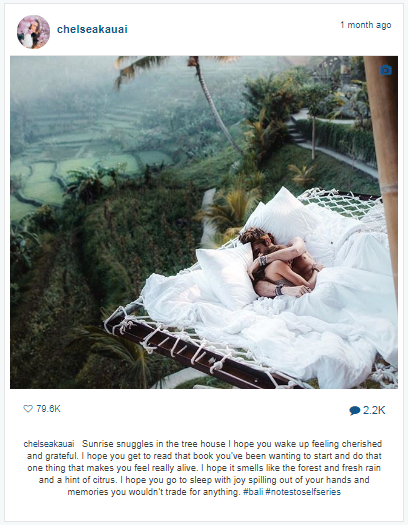 chelseakauai
1 month ago
79.6K
2.2K
chelseakauai Sunrise snuggles in the tree house I hope you wake up feeling cherished
and grateful. I hope you get to read that book you've been wanting to start and do that
one thing that makes you feel really alive. I hope it smells like the forest and fresh rain
and a hint of citrus. I hope you go to sleep with joy spilling out of your hands and
memories you wouldn't trade for anything. #bali #notestoselfseries